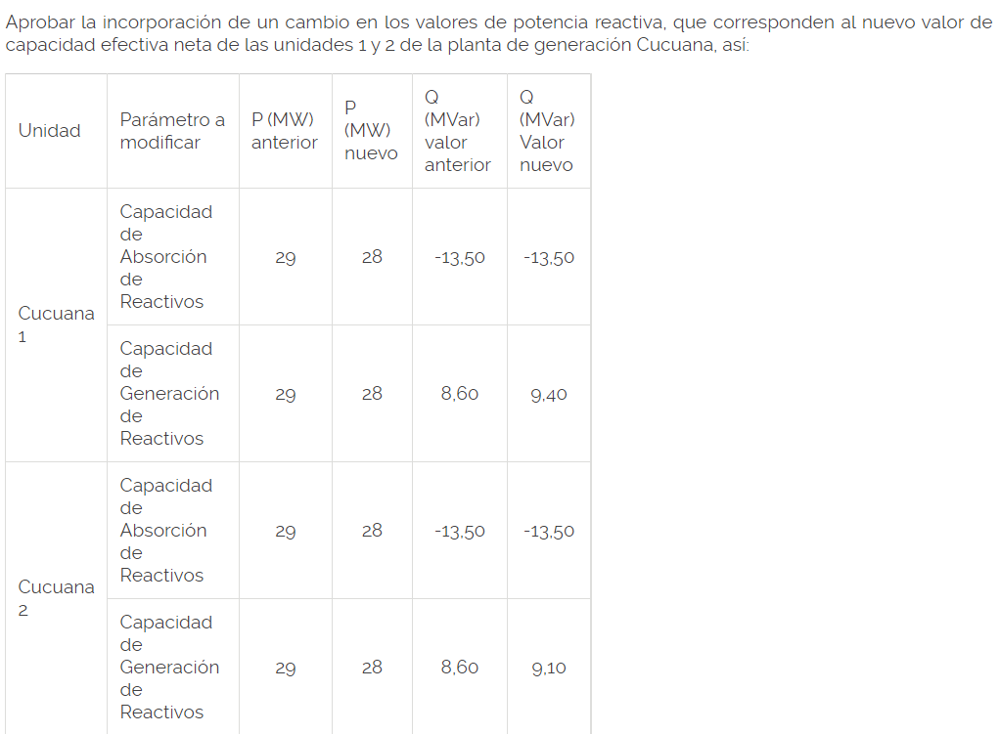 Aprobar la incorporación de un cambio en los valores de potencia reactiva, que corresponden al nuevo valor de
capacidad efectiva neta de las unidades 1 y 2 de la planta de generación Cucuana, así:
Unidad
Parámetro a
modificar
P (MW)
anterior
P
(MW)
nuevo
Q
(MVar)
valor
anterior
Q
(MVar)
Valor
nuevo
Cucuana
1
Capacidad
de
Absorción
de
Reactivos
29
28
-13,50
-13,50
Capacidad
de
Generación
de
Reactivos
29
28
8,60
9,40
Cucuana
2
Capacidad
de
Absorción
de
Reactivos
29
28
-13,50
-13,50
Capacidad
de
Generación
de
Reactivos
29
28
8,60
9,10